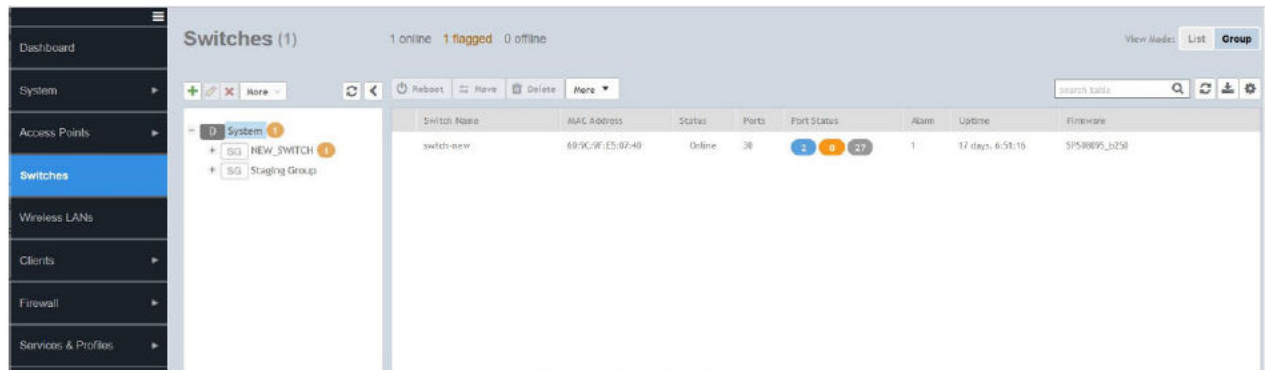 Dashboard
System
Access Points
Switches
Wireless LANs
Clients
Firewall
Services & Profiles
Switches (1)
1 online 1 flagged 0 offline
View Mode: List Group
More
Reboot Move Delete More
search table
D System 1
SG NEW_SWITCH 1
SG Staging Group
Switch Name MAC Address Status Ports Port Status Alarm Uptime Firmware
Online 30 2 0 27 1 17 days, 6:51:16